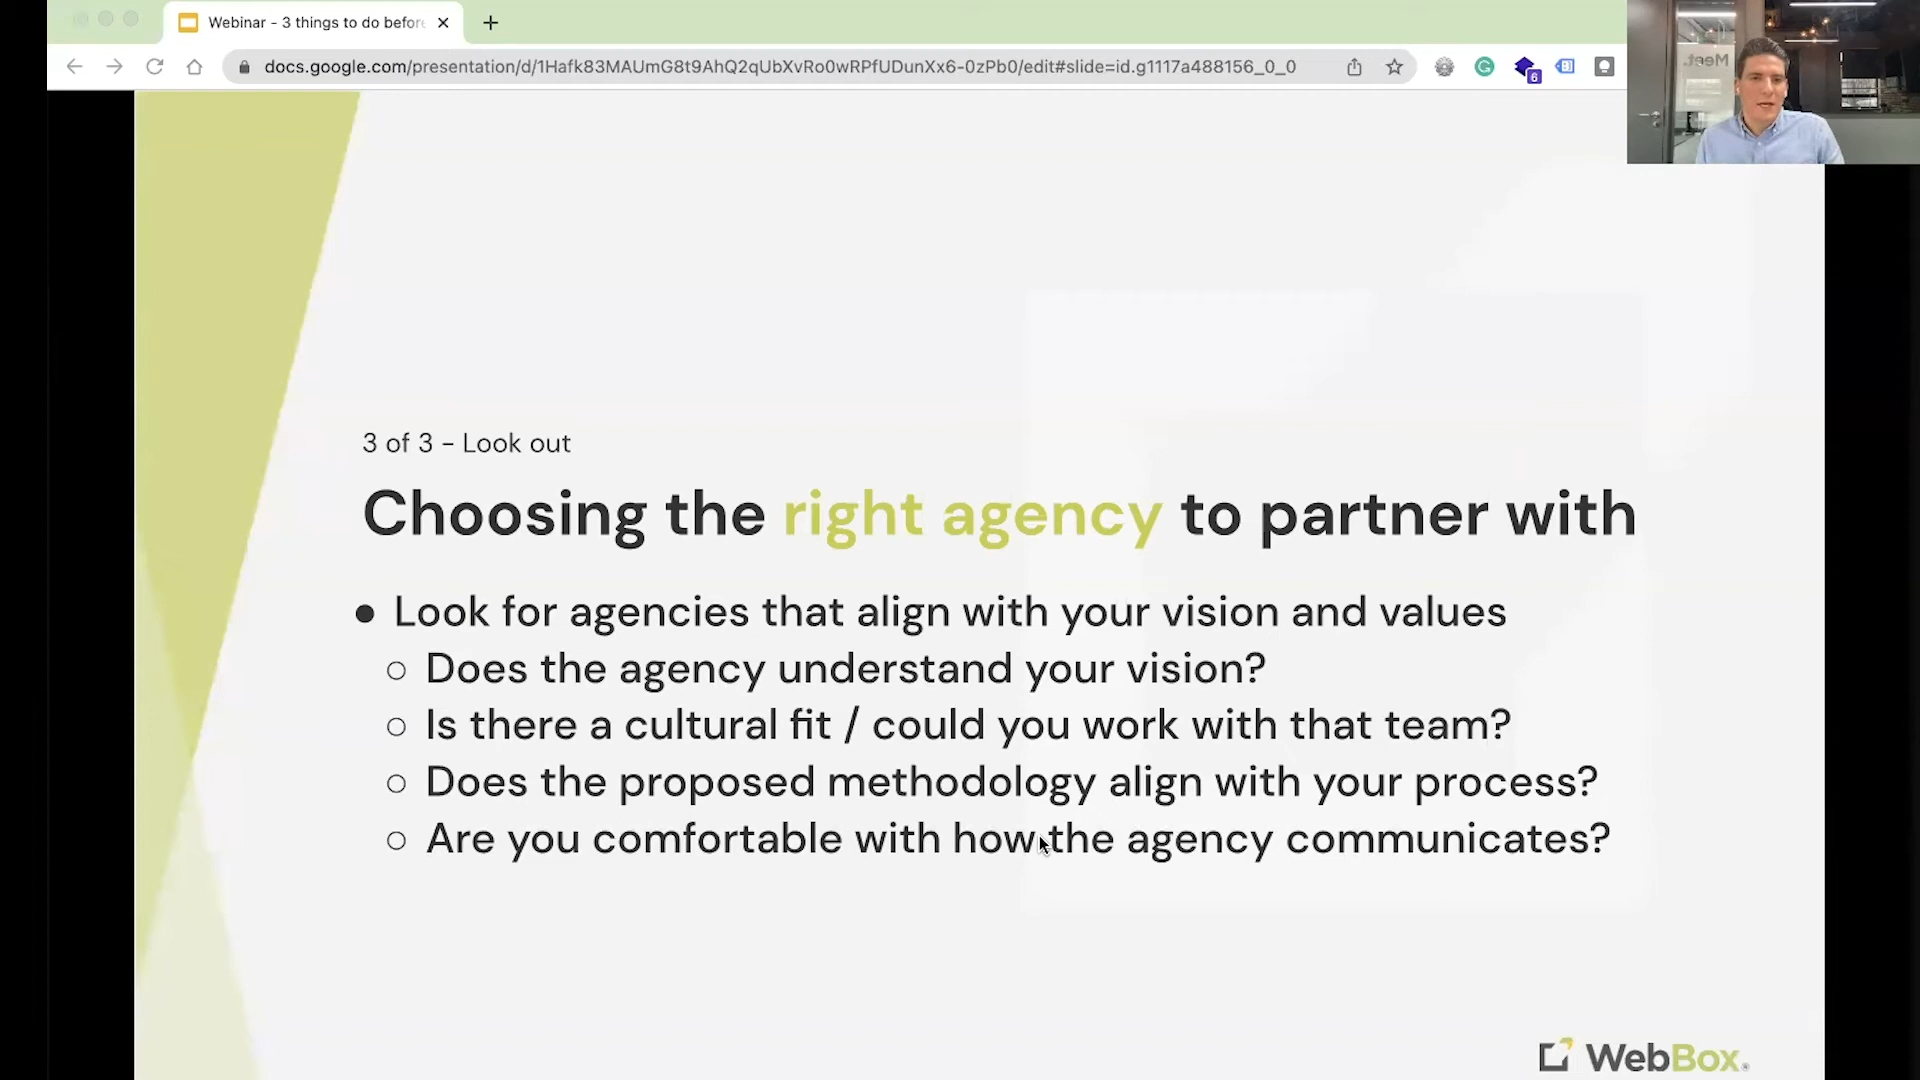 Webinar - 3 things to do before
docs.google.com/presentation/d/1Hafk83MAUmG8t9AhQ2qUbXvRo0wRPfUDunXx6-0zPb0/edit#slide=id.g1117a488156_0_0
6
Meet.
3 of 3 - Look out
Choosing the right agency to partner with
● Look for agencies that align with your vision and values
○ Does the agency understand your vision?
○ Is there a cultural fit / could you work with that team?
○ Does the proposed methodology align with your process?
○ Are you comfortable with how the agency communicates?
WebBox